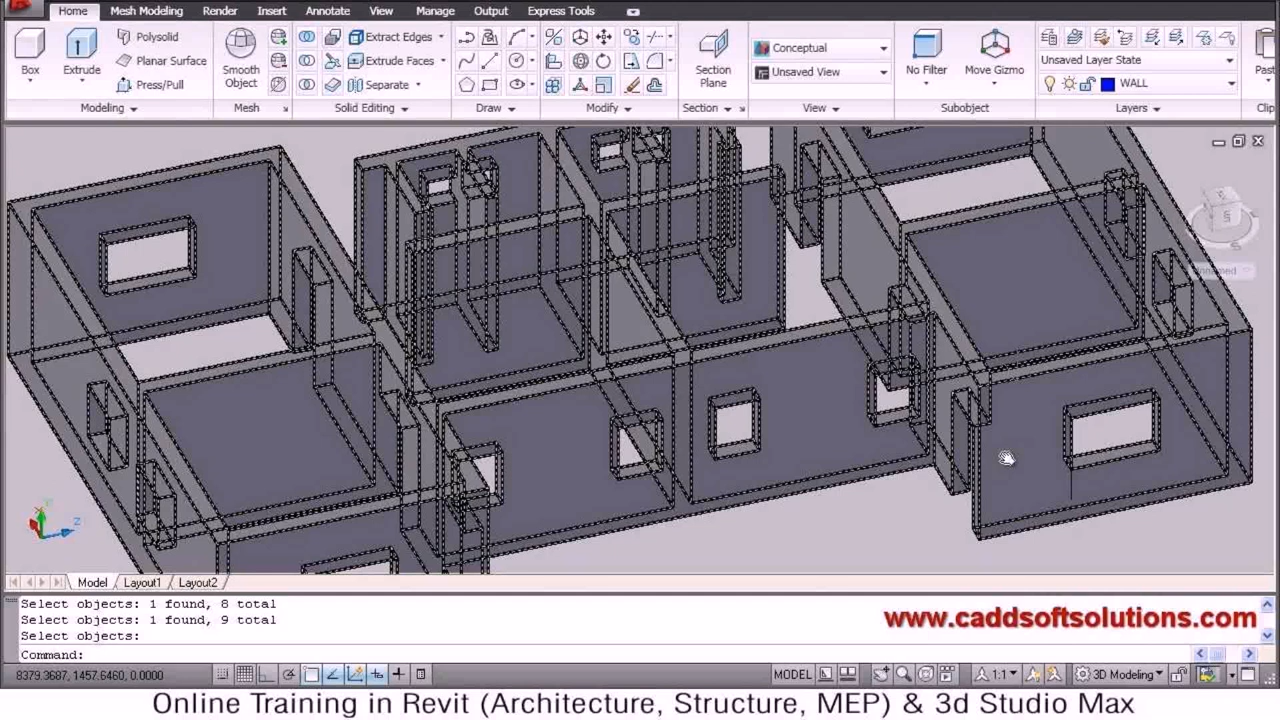 Home Mesh Modeling Render Insert Annotate View Manage Output Express Tools
Box
Extrude
Polysolid
Planar Surface
Press/Pull
Modeling
Smooth
Object
Mesh
Extract Edges
Extrude Faces
Separate
Solid Editing
Draw
Modify
Section
Plane
Section
Conceptual
Unsaved View
View
No Filter
Move Gizmo
Subobject
Unsaved Layer State
WALL
Layers
Past
Clip
Unnamed
Model Layout1 Layout2
Select objects: 1 found, 8 total
Select objects: 1 found, 9 total
Select objects:
Command:
www.caddsoftsolutions.com
8379.3687, 1457.6460, 0.0000
MODEL
1:1
3D Modeling
Online Training in Revit (Architecture, Structure, MEP) & 3d Studio Max